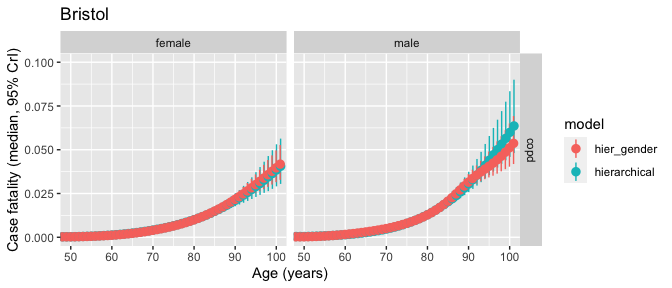 Bristol
female
male
Case fatality (median, 95% CrI)
0.100
0.075
0.050
0.025
0.000
50 60 70 80 90 100
50 60 70 80 90 100
Age (years)
pdco
model
hier_gender
hierarchical